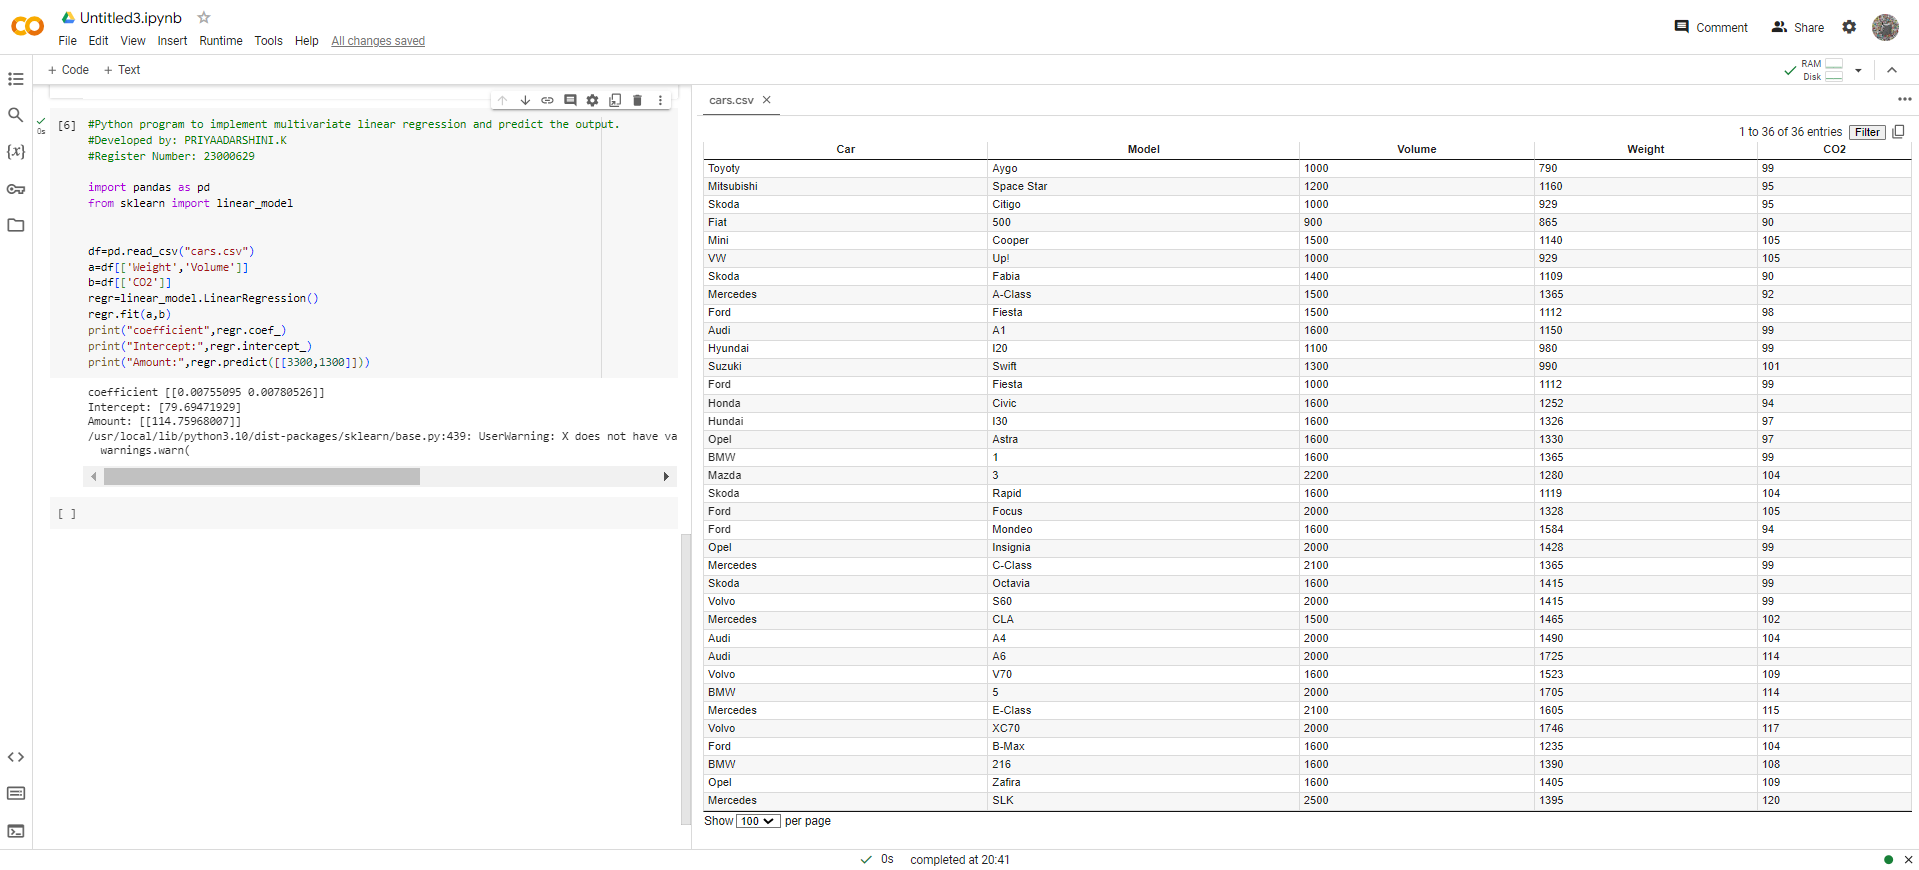 Untitled3.ipynb
File Edit View Insert Runtime Tools Help All changes saved
Comment Share
+ Code + Text
RAM
Disk
[6]
0s
#Python program to implement multivariate linear regression and predict the output.
#Developed by: PRIYAADARSHINI.K
#Register Number: 23000629
import pandas as pd
from sklearn import linear_model
df=pd.read_csv("cars.csv")
a=df[['Weight','Volume']]
b=df[['CO2']]
regr=linear_model.LinearRegression()
regr.fit(a,b)
print("coefficient",regr.coef_)
print("Intercept:",regr.intercept_)
print("Amount:",regr.predict([[3300,1300]]))
coefficient [[0.00755095 0.00780526]]
Intercept: [79.69471929]
Amount: [[114.75968007]]
/usr/local/lib/python3.10/dist-packages/sklearn/base.py:439: UserWarning: X does not have va
warnings.warn(
[ ]
cars.csv
1 to 36 of 36 entries Filter
Car Model Volume Weight CO2
Toyoty Aygo 1000 790 99
Mitsubishi Space Star 1200 1160 95
Skoda Citigo 1000 929 95
Fiat 500 900 865 90
Mini Cooper 1500 1140 105
VW Up! 1000 929 105
Skoda Fabia 1400 1109 90
Mercedes A-Class 1500 1365 92
Ford Fiesta 1500 1112 98
Audi A1 1600 1150 99
Hyundai I20 1100 980 99
Suzuki Swift 1300 990 101
Ford Fiesta 1000 1112 99
Honda Civic 1600 1252 94
Hundai I30 1600 1326 97
Opel Astra 1600 1330 97
BMW 1 1600 1365 99
Mazda 3 2200 1280 104
Skoda Rapid 1600 1119 104
Ford Focus 2000 1328 105
Ford Mondeo 1600 1584 94
Opel Insignia 2000 1428 99
Mercedes C-Class 2100 1365 99
Skoda Octavia 1600 1415 99
Volvo S60 2000 1415 99
Mercedes CLA 1500 1465 102
Audi A4 2000 1490 104
Audi A6 2000 1725 114
Volvo V70 1600 1523 109
BMW 5 2000 1705 114
Mercedes E-Class 2100 1605 115
Volvo XC70 2000 1746 117
Ford B-Max 1600 1235 104
BMW 216 1600 1390 108
Opel Zafira 1600 1405 109
Mercedes SLK 2500 1395 120
Show 100 per page
0s completed at 20:41